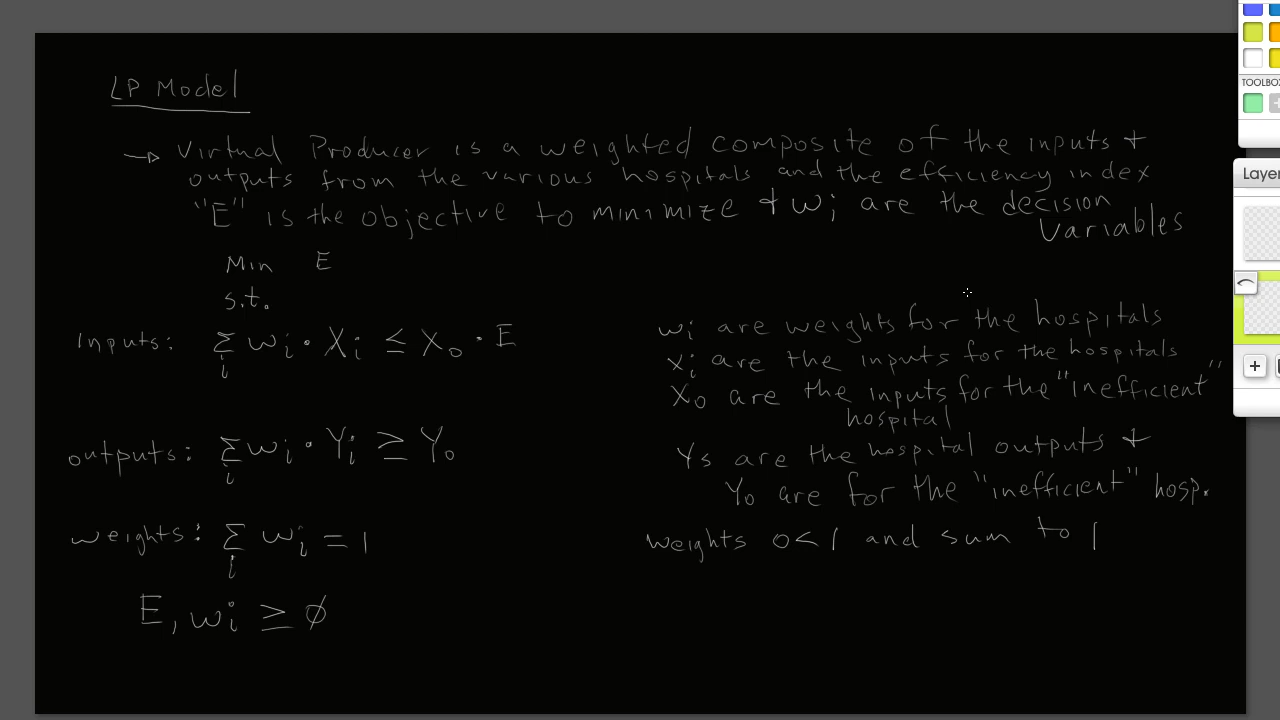 LP Model
→ Virtual Producer is a weighted composite of the inputs +
outputs from the various hospitals and the efficiency index
"E" is the objective to minimize + wi are the decision
Variables
Min E
s.t.
Inputs: ∑i wi · Xi ≤ X0 · E
wi are weights for the hospitals
Xi are the inputs for the hospitals
X0 are the inputs for the "inefficient"
hospital
outputs: ∑i wi · Yi ≥ Y0
Ys are the hospital outputs +
Y0 are for the "inefficient" hosp.
weights: ∑i wi = 1
Weights 0<1 and sum to 1
E, wi ≥ ∅
TOOLBO
Layer